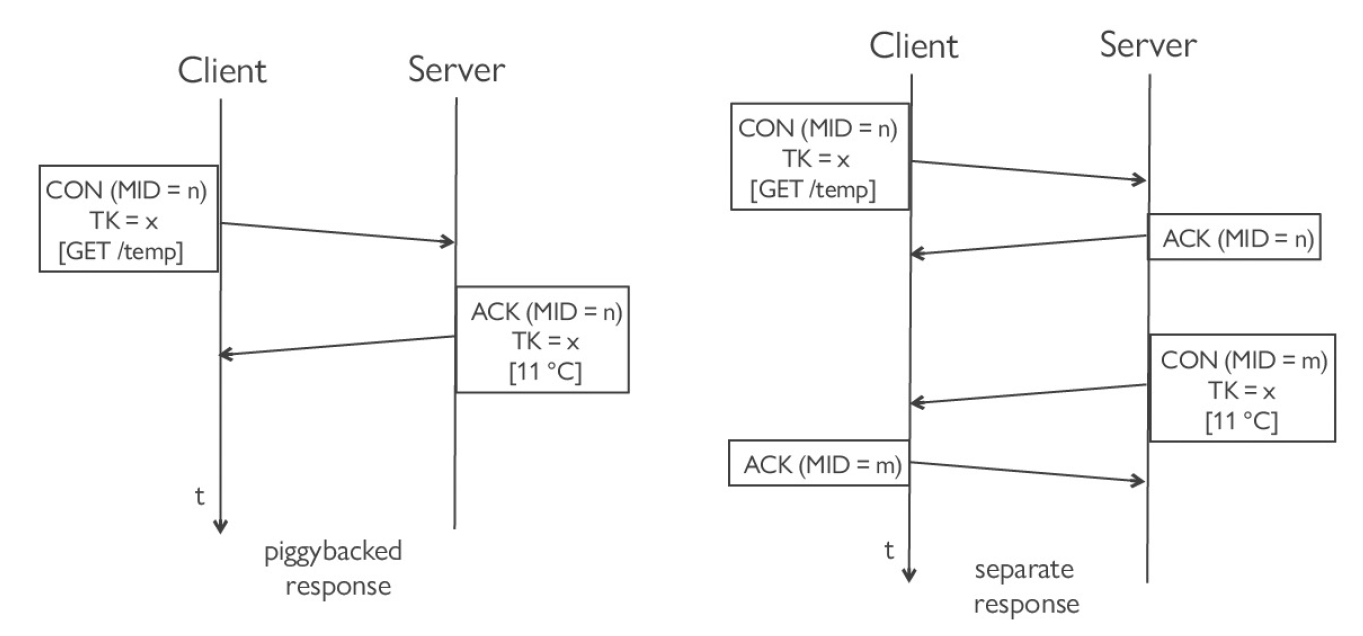 Client
Server
CON (MID = n)
TK = x
[GET /temp]
ACK (MID = n)
TK = x
[11 °C]
t
piggybacked
response
Client
Server
CON (MID = n)
TK = x
[GET /temp]
ACK (MID = n)
CON (MID = m)
TK = x
[11 °C]
ACK (MID = m)
t
separate
response